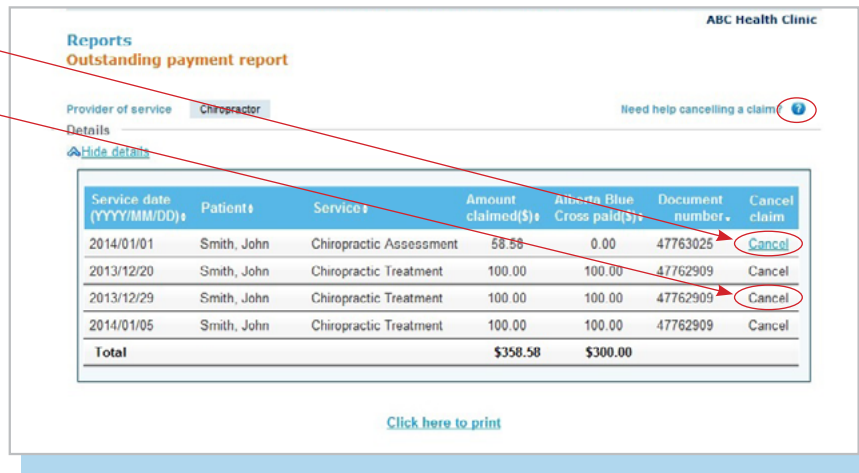 ABC Health Clinic
Reports
Outstanding payment report
Provider of service Chiropractor Need help cancelling a claim? ?
Details
Hide details
Service date (YYYY/MM/DD) Patient Service Amount claimed($) Alberta Blue Cross paid($) Document number Cancel claim
2014/01/01 Smith, John Chiropractic Assessment 58.58 0.00 47763025 Cancel
2013/12/20 Smith, John Chiropractic Treatment 100.00 100.00 47762909 Cancel
2013/12/29 Smith, John Chiropractic Treatment 100.00 100.00 47762909 Cancel
2014/01/05 Smith, John Chiropractic Treatment 100.00 100.00 47762909 Cancel
Total $358.58 $300.00
Click here to print